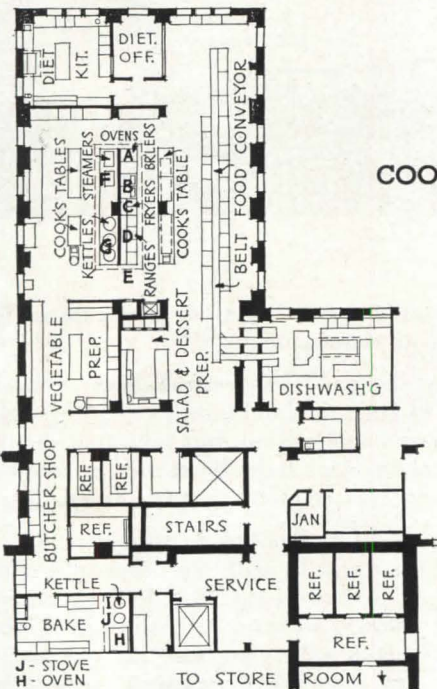 DIET KIT.
DIET. OFF.
COO
BELT FOOD CONVEYOR
OVENS
COOK'S TABLES
KETTLES STEAMERS
A
B
C
D
E
F
G
RANGES FRYERS BR'LERS
COOK'S TABLE
VEGETABLE
PREP.
SALAD & DESSERT
PREP.
DISHWASH'G
BUTCHER SHOP
REF.
REF.
REF.
STAIRS
JAN
REF.
REF.
REF.
REF.
KETTLE
SERVICE
BAKE
I
J
H
J - STOVE
H - OVEN
TO STORE ROOM